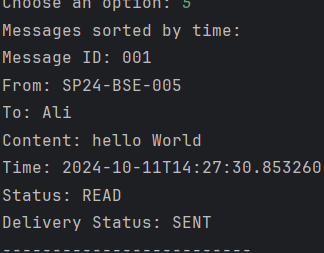 Choose an option: 5
Messages sorted by time:
Message ID: 001
From: SP24-BSE-005
To: Ali
Content: hello World
Time: 2024-10-11T14:27:30.853260
Status: READ
Delivery Status: SENT
-------------------------